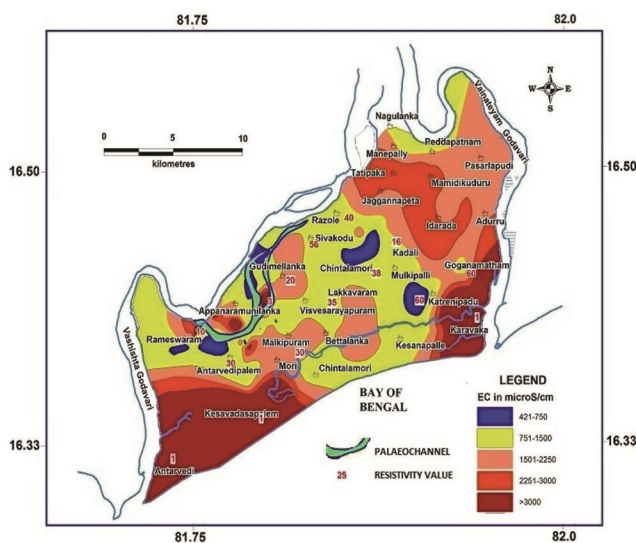 81.75
82.0
N
W E
S
0 5 10
kilometres
Vainateyam Godavari
Nagulanka
Peddapatnam
16.50
16.50
Manepally
Pasarlapudi
Tatipaka
Mamidikuduru
Jaggannapeta
Razole
40
Idarada
Adurru
Sivakodu
56
16
Kadali
Gudimellanka
Chintalamori
38
Goganamatham
Mulkipalli
60
20
Lakkavaram
3
Appanaramunilanka
35
Visvesarayapuram
60
Katrenipadu
10
1
Karavaka
Rameswaram
Malkipuram
Bettalanka
Kesanapalle
30
Antarvedipalem
30
Mori
Chintalamori
Vashishta Godavari
BAY OF
BENGAL
LEGEND
EC in microS/cm
421-750
751-1500
1501-2250
2251-3000
>3000
Kesavadasapalem
1
16.33
16.33
1
Antarvedi
PALAEOCHANNEL
25 RESISTIVITY VALUE
81.75
82.0